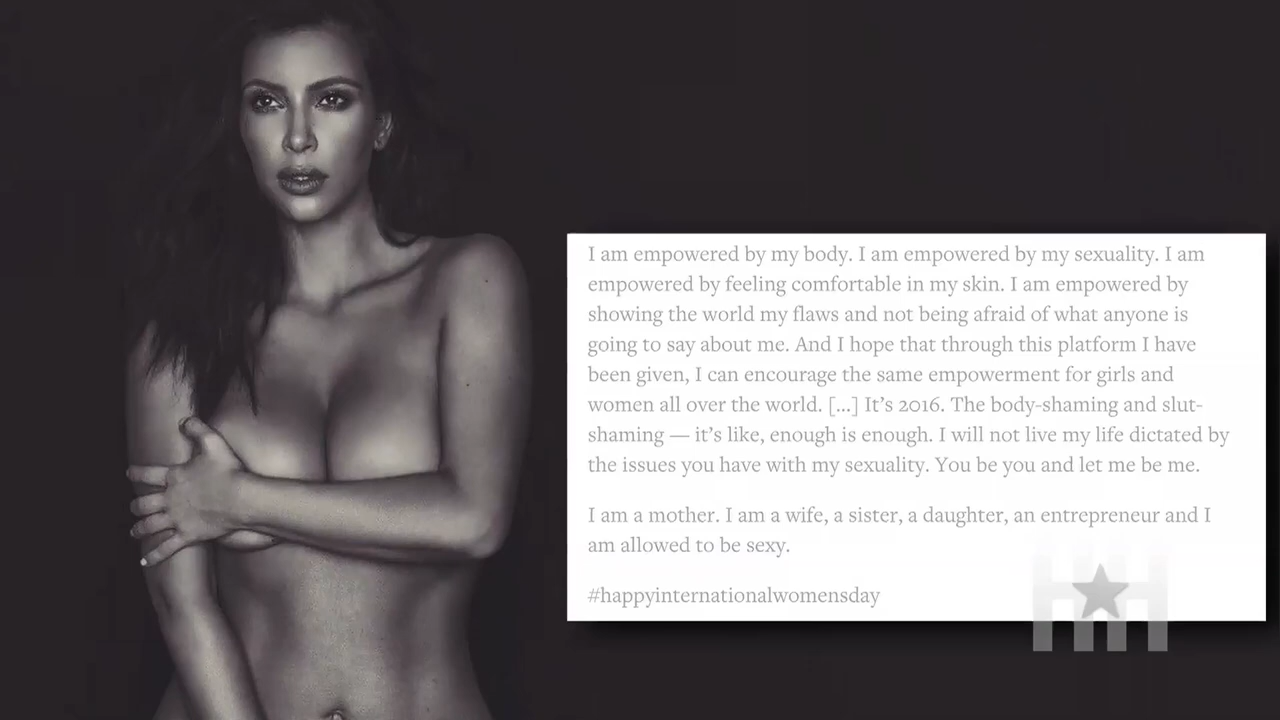 I am empowered by my body. I am empowered by my sexuality. I am
empowered by feeling comfortable in my skin. I am empowered by
showing the world my flaws and not being afraid of what anyone is
going to say about me. And I hope that through this platform I have
been given, I can encourage the same empowerment for girls and
women all over the world. [...] It’s 2016. The body-shaming and slut-
shaming — it’s like, enough is enough. I will not live my life dictated by
the issues you have with my sexuality. You be you and let me be me.
I am a mother. I am a wife, a sister, a daughter, an entrepreneur and I
am allowed to be sexy.
#happyinternationalwomensday
HH